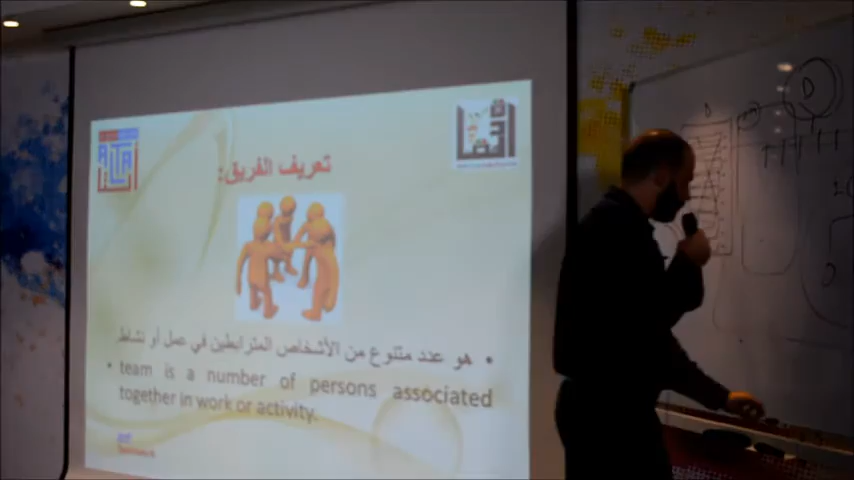 تعريف الفريق:
• هو عدد متنوع من الأشخاص المترابطين في عمل أو نشاط
• team is a number of persons associated
together in work or activity.